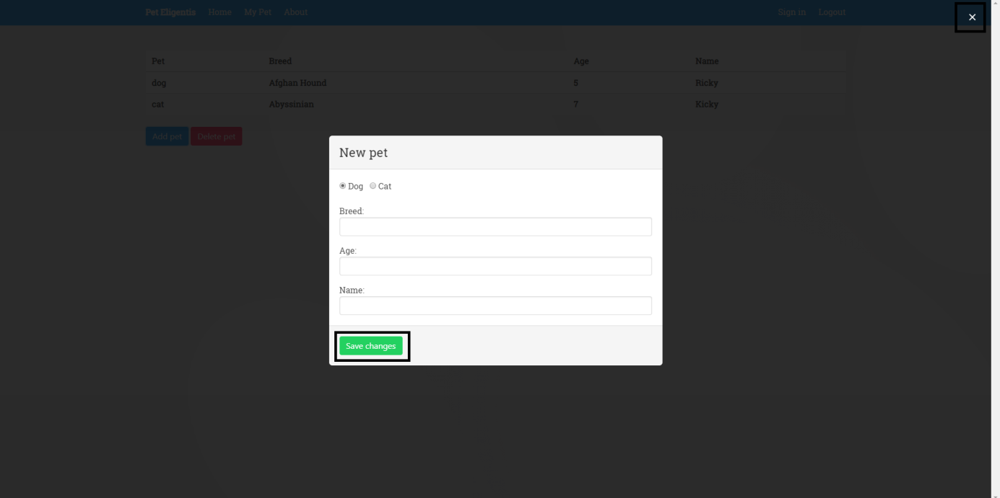 Pet Eligentis Home My Pet About Sign in Logout
×
Pet Breed Age Name
dog Afghan Hound 5 Ricky
cat Abyssinian 7 Kicky
Add pet Delete pet
New pet
Dog Cat
Breed:
Age:
Name:
Save changes